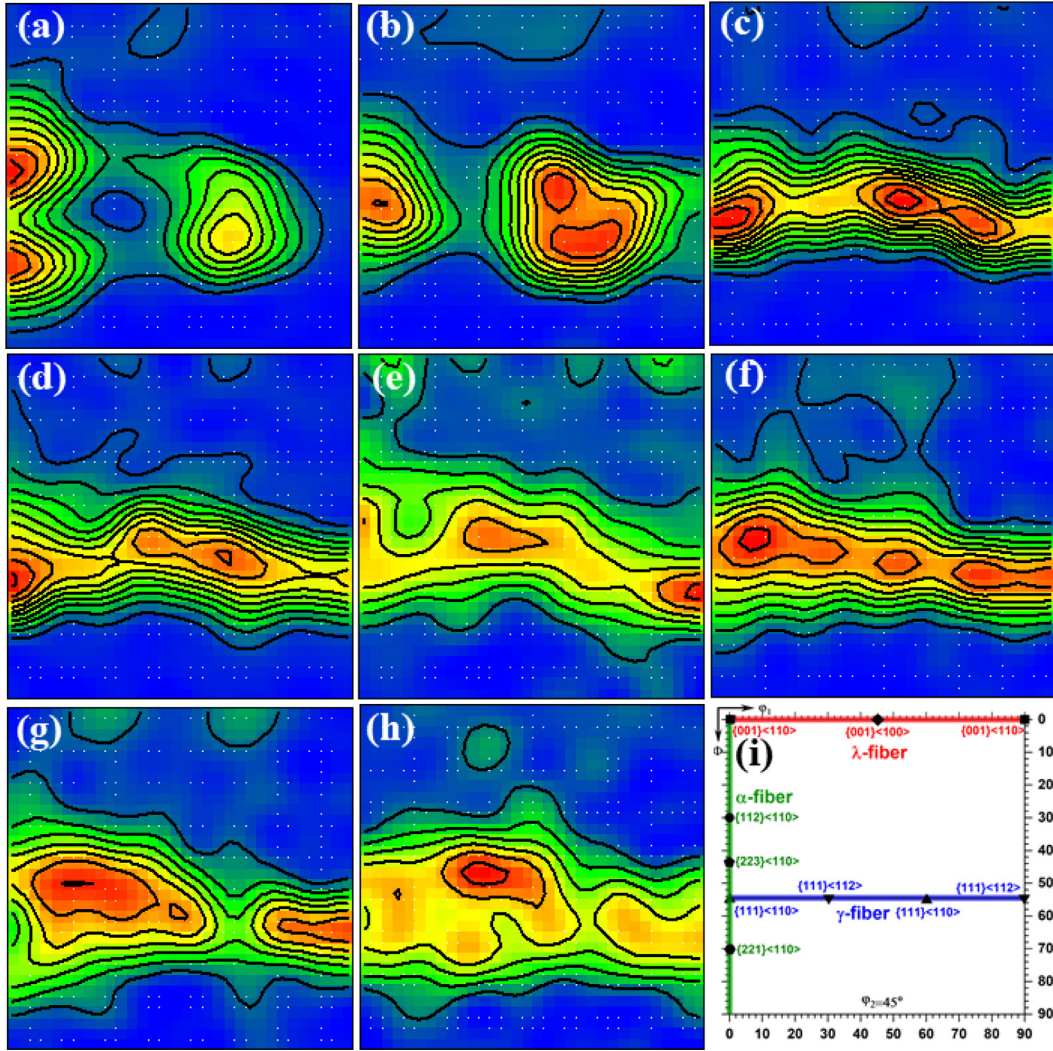 (a)
(b)
(c)
(d)
(e)
(f)
(g)
(h)
(i)
φ₁
Φ
{001}<110> {001}<100> {001}<110>
λ-fiber
α-fiber
{112}<110>
{223}<110>
{111}<112> {111}<112>
{111}<110> γ-fiber {111}<110>
{221}<110>
φ₂=45°
0
10
20
30
40
50
60
70
80
90
0 10 20 30 40 50 60 70 80 90